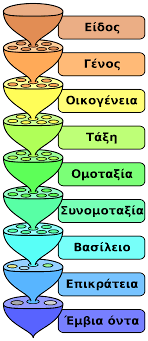 Είδος
Γένος
Οικογένεια
Τάξη
Ομοταξία
Συνομοταξία
Βασίλειο
Επικράτεια
Έμβια όντα